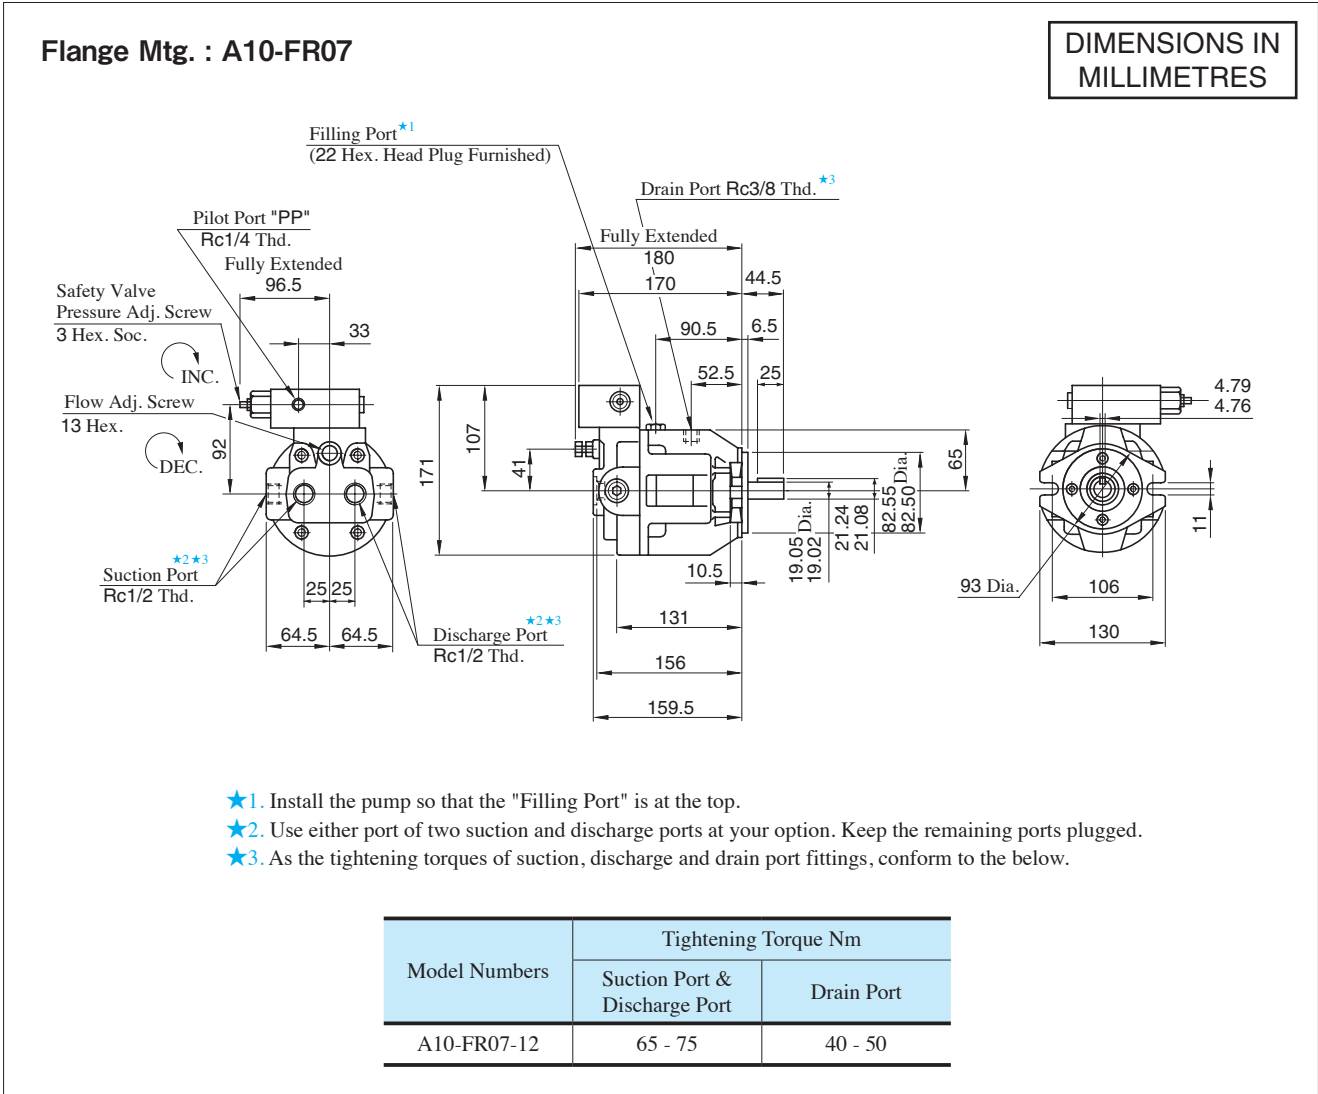 Flange Mtg. : A10-FR07
DIMENSIONS IN
MILLIMETRES
Filling Port★1
(22 Hex. Head Plug Furnished)
Drain Port Rc3/8 Thd.★3
Pilot Port "PP"
Rc1/4 Thd.
Fully Extended
96.5
Safety Valve
Pressure Adj. Screw
3 Hex. Soc.
INC.
33
Flow Adj. Screw
13 Hex.
DEC.
92
★2★3
Suction Port
Rc1/2 Thd.
25 25
64.5 64.5
★2★3
Discharge Port
Rc1/2 Thd.
Fully Extended
180
170
44.5
90.5
6.5
52.5
25
171
107
41
65
82.55 Dia.
82.50
21.24
21.08
19.05 Dia.
19.02
10.5
131
156
159.5
4.79
4.76
11
93 Dia.
106
130
★1. Install the pump so that the "Filling Port" is at the top.
★2. Use either port of two suction and discharge ports at your option. Keep the remaining ports plugged.
★3. As the tightening torques of suction, discharge and drain port fittings, conform to the below.
Model Numbers
Tightening Torque Nm
Suction Port &
Discharge Port
Drain Port
A10-FR07-12
65 - 75
40 - 50